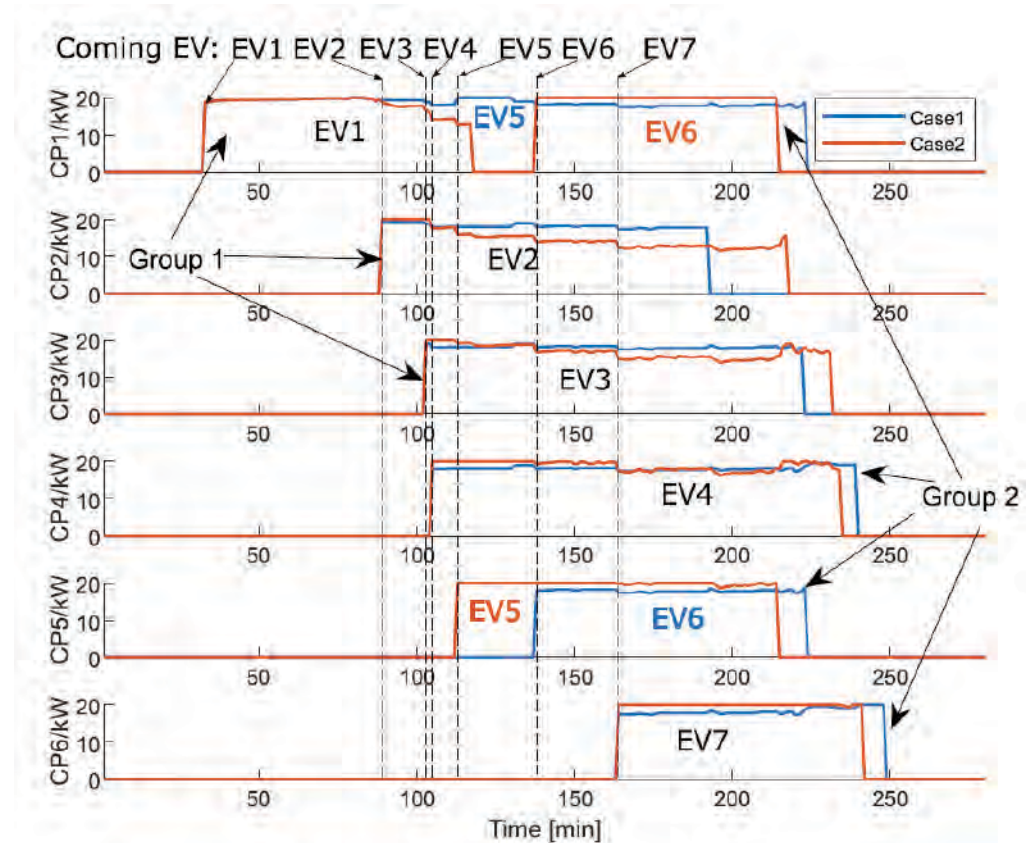 Coming EV: EV1 EV2 EV3 EV4 EV5 EV6 EV7
CP1/kW
20
10
0
EV1
EV5
EV6
Case1
Case2
50 100 150 200 250
CP2/kW
20
10
0
Group 1
EV2
50 100 150 200 250
CP3/kW
20
10
0
EV3
50 100 150 200 250
CP4/kW
20
10
0
EV4
Group 2
50 100 150 200 250
CP5/kW
20
10
0
EV5
EV6
50 100 150 200 250
CP6/kW
20
10
0
EV7
50 100 150 200 250
Time [min]